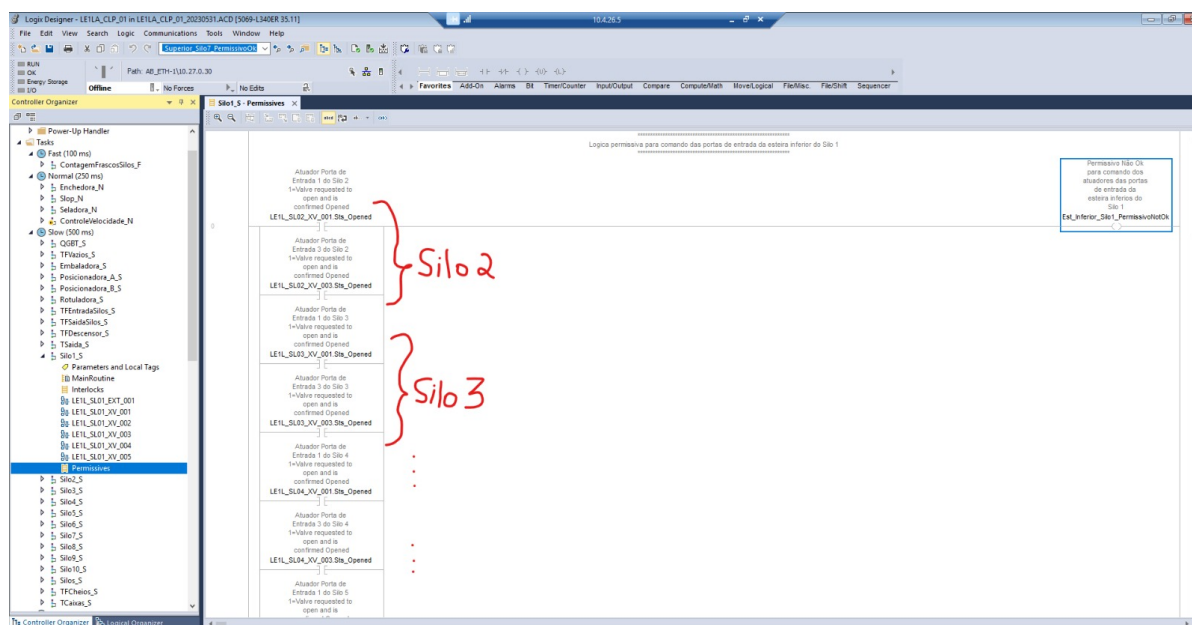 Logix Designer - LE1LA_CLP_01 in LE1LA_CLP_01_20230531.ACD [5069-L340ER 35.11]
10.4.26.5
File Edit View Search Logic Communications Tools Window Help
Superior_Silo7_PermissivoOk
RUN
OK
Energy Storage
I/O
Path: AB_ETH-1\10.27.0.30
Offline
No Forces
No Edits
Favorites Add-On Alarms Bit Timer/Counter Input/Output Compare Compute/Math Move/Logical File/Misc. File/Shift Sequencer
Controller Organizer
Power-Up Handler
Tasks
Fast (100 ms)
ContagemFrascosSilos_F
Normal (250 ms)
Enchedora_N
Slop_N
Seladora_N
ControleVelocidade_N
Slow (500 ms)
QGBT_S
TFVazios_S
Embaladora_S
Posicionadora_A_S
Posicionadora_B_S
Rotuladora_S
TFEntradaSilos_S
TFSaidaSilos_S
TFDescensor_S
TSaida_S
Silo1_S
Parameters and Local Tags
MainRoutine
Interlocks
LE1L_SL01_EXT_001
LE1L_SL01_XV_001
LE1L_SL01_XV_002
LE1L_SL01_XV_003
LE1L_SL01_XV_004
LE1L_SL01_XV_005
Permissives
Silo2_S
Silo3_S
Silo4_S
Silo5_S
Silo6_S
Silo7_S
Silo8_S
Silo9_S
Silo10_S
Silos_S
TFCheios_S
TCaixas_S
Controller Organizer
Logical Organizer
Silo1_S - Permissives
Logica permissiva para comando das portas de entrada da esteira inferior do Silo 1
0
Atuador Porta de
Entrada 1 do Silo 2
1=Valve requested to
open and is
confirmed Opened
LE1L_SL02_XV_001.Sts_Opened
Atuador Porta de
Entrada 3 do Silo 2
1=Valve requested to
open and is
confirmed Opened
LE1L_SL02_XV_003.Sts_Opened
Silo 2
Atuador Porta de
Entrada 1 do Silo 3
1=Valve requested to
open and is
confirmed Opened
LE1L_SL03_XV_001.Sts_Opened
Atuador Porta de
Entrada 3 do Silo 3
1=Valve requested to
open and is
confirmed Opened
LE1L_SL03_XV_003.Sts_Opened
Silo 3
Atuador Porta de
Entrada 1 do Silo 4
1=Valve requested to
open and is
confirmed Opened
LE1L_SL04_XV_001.Sts_Opened
Atuador Porta de
Entrada 3 do Silo 4
1=Valve requested to
open and is
confirmed Opened
LE1L_SL04_XV_003.Sts_Opened
Atuador Porta de
Entrada 1 do Silo 5
1=Valve requested to
open and is
Permissivo Não Ok
para comando dos
atuadores das portas
de entrada da
esteira inferios do
Silo 1
Est_Inferior_Silo1_PermissivoNotOk